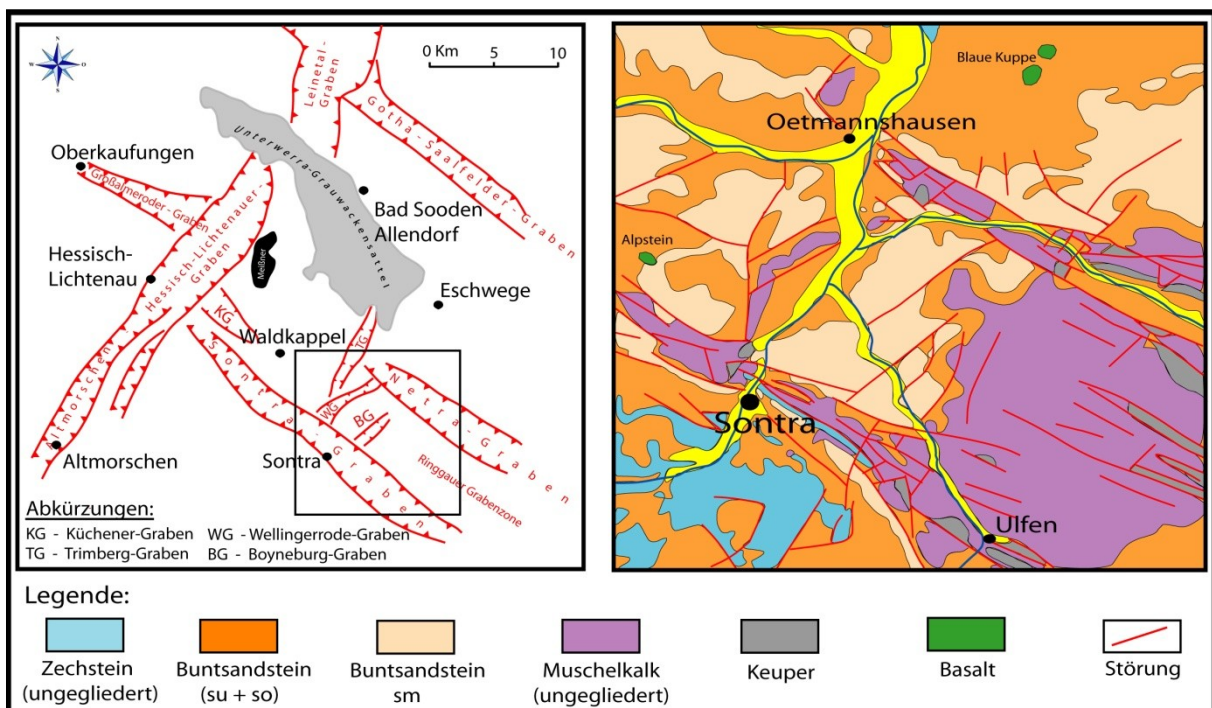 N
W
O
S
0 Km
5
10
Leinetal-
Graben
Gotha-Saalfelder-Graben
Unterwerra-Grauwackensattel
Oberkaufungen
Großalmeroder-Graben
Bad Sooden
Allendorf
Hessisch-
Lichtenau
Altmorschen-Hessisch-Lichtenauer-
Graben
Meißner
Eschwege
KG
Waldkappel
TG
Sontra-Graben
Netra-Graben
WG
BG
Sontra
Ringgauer Grabenzone
Altmorschen
Abkürzungen:
KG - Küchener-Graben
WG - Wellingerrode-Graben
TG - Trimberg-Graben
BG - Boyneburg-Graben
Blaue Kuppe
Oetmannshausen
Alpstein
Sontra
Ulfen
Legende:
Zechstein
(ungegliedert)
Buntsandstein
(su + so)
Buntsandstein
sm
Muschelkalk
(ungegliedert)
Keuper
Basalt
Störung